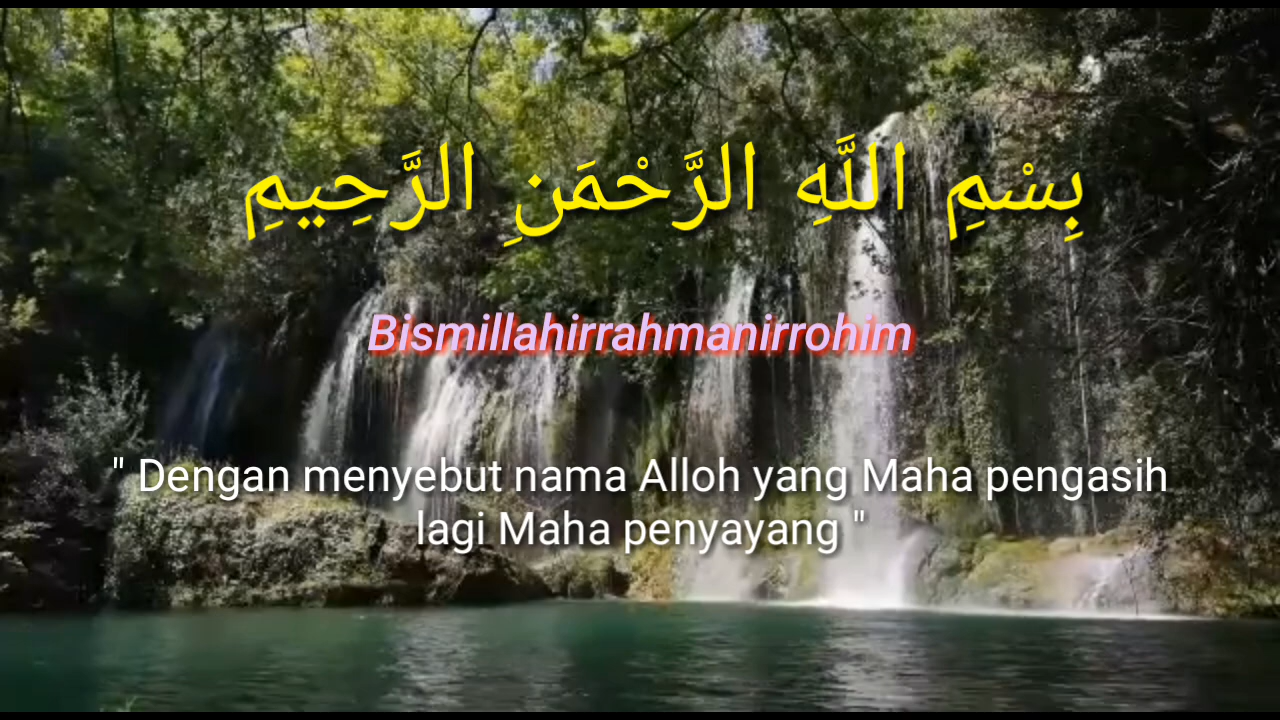 بِسْمِ اللَّهِ الرَّحْمَنِ الرَّحِيمِ
Bismillahirrahmanirrohim
" Dengan menyebut nama Alloh yang Maha pengasih
lagi Maha penyayang "